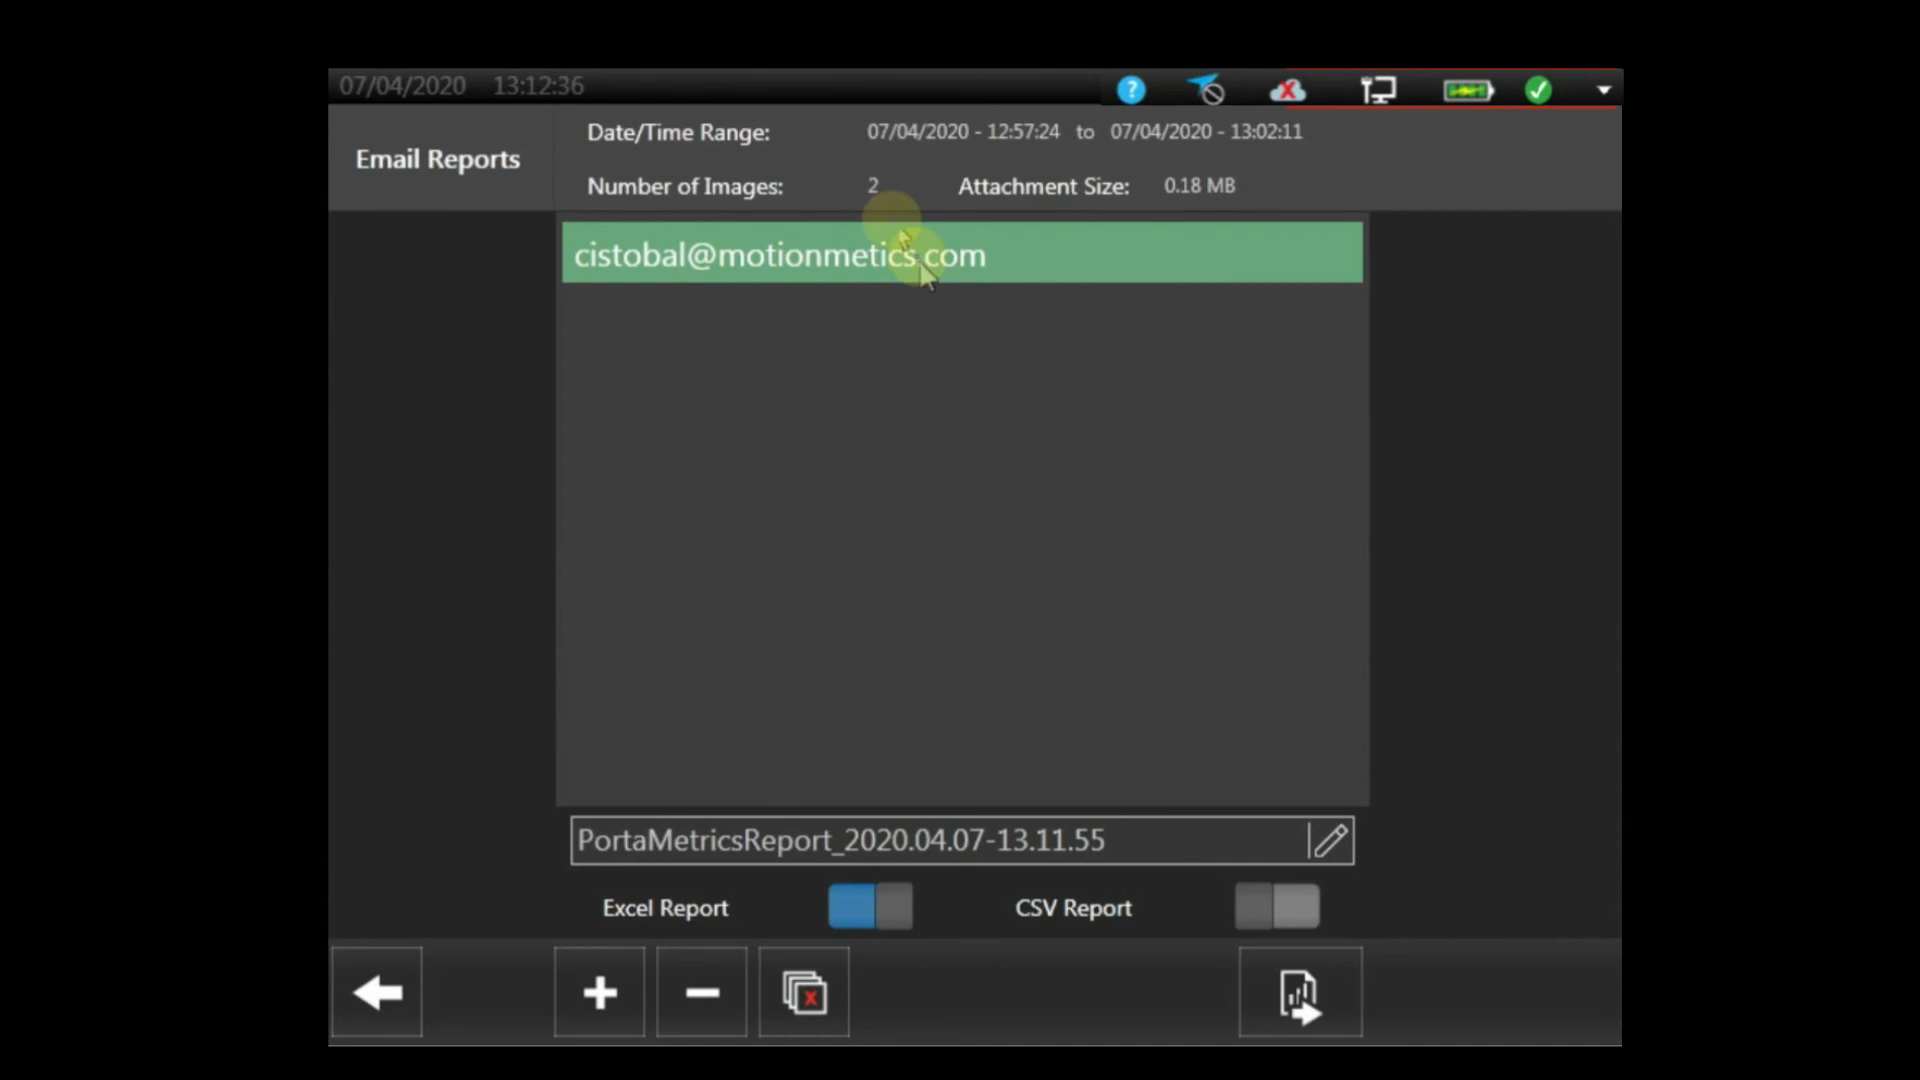 07/04/2020 13:12:36
Email Reports
Date/Time Range: 07/04/2020 - 12:57:24 to 07/04/2020 - 13:02:11
Number of Images: 2 Attachment Size: 0.18 MB
cistobal@motionmetics.com
PortaMetricsReport_2020.04.07-13.11.55
Excel Report CSV Report